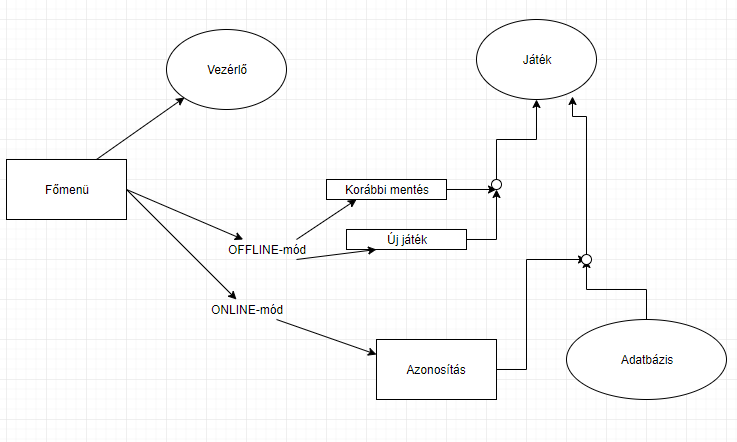 Vezérlő
Játék
Főmenü
Korábbi mentés
Új játék
OFFLINE-mód
ONLINE-mód
Azonosítás
Adatbázis